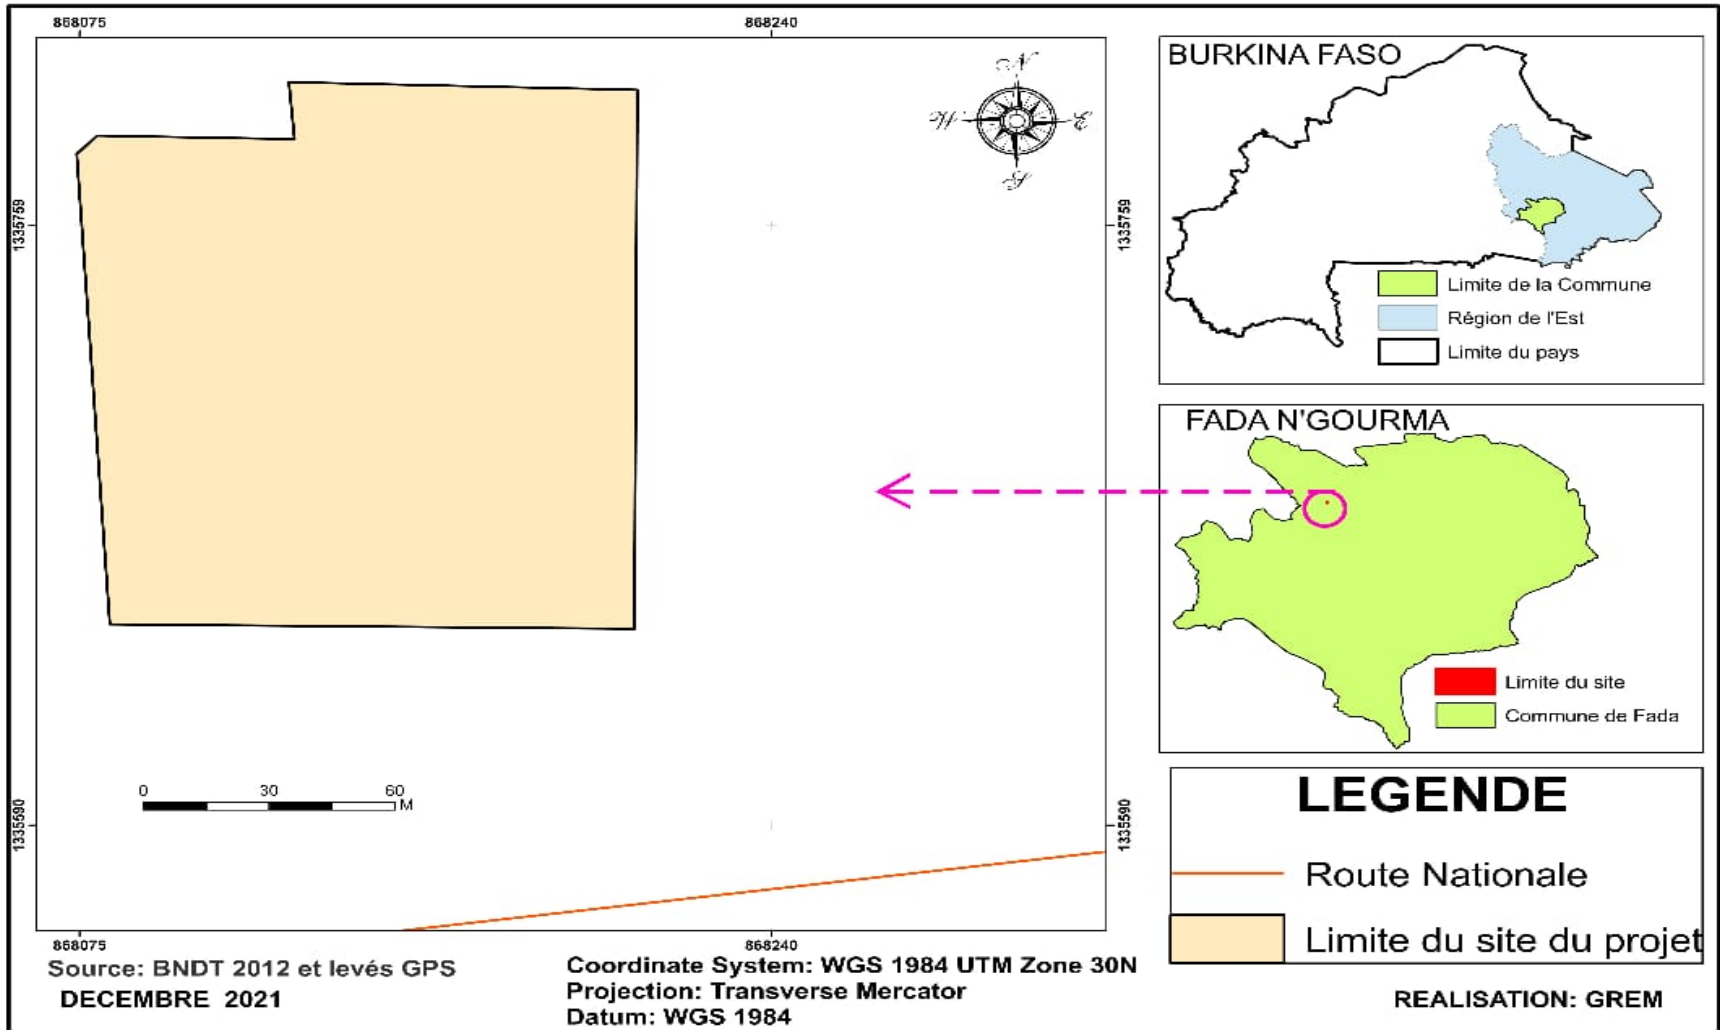 868075
868240
1335759
1335759
N
S
BURKINA FASO
Limite de la Commune
Région de l'Est
Limite du pays
FADA N'GOURMA
Limite du site
Commune de Fada
0 30 60
M
1335590
1335590
868075
868240
LEGENDE
Route Nationale
Limite du site du projet
Source: BNDT 2012 et levés GPS
DECEMBRE 2021
Coordinate System: WGS 1984 UTM Zone 30N
Projection: Transverse Mercator
Datum: WGS 1984
REALISATION: GREM